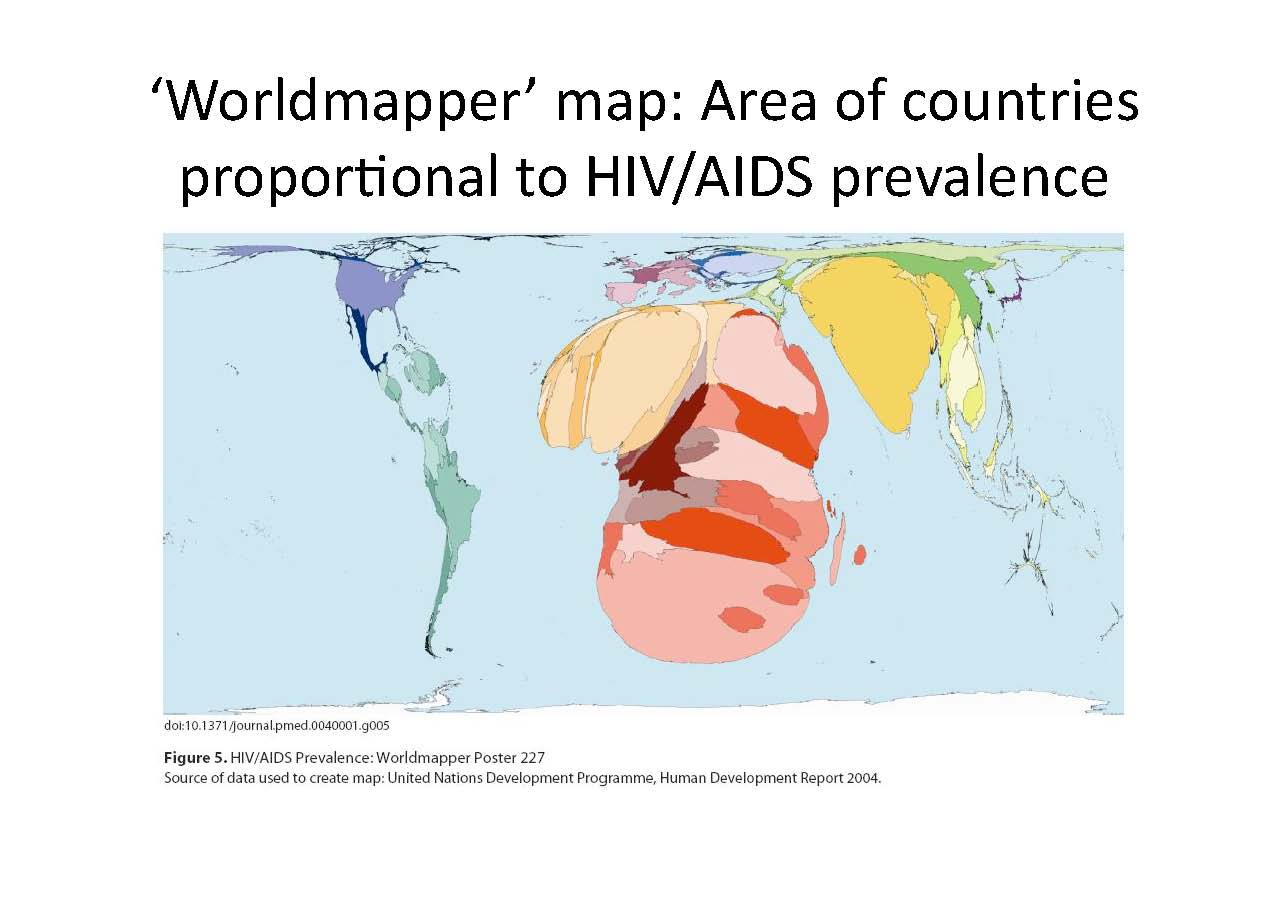 ‘Worldmapper’ map: Area of countries
proportional to HIV/AIDS prevalence
doi:10.1371/journal.pmed.0040001.g005
Figure 5. HIV/AIDS Prevalence: Worldmapper Poster 227
Source of data used to create map: United Nations Development Programme, Human Development Report 2004.